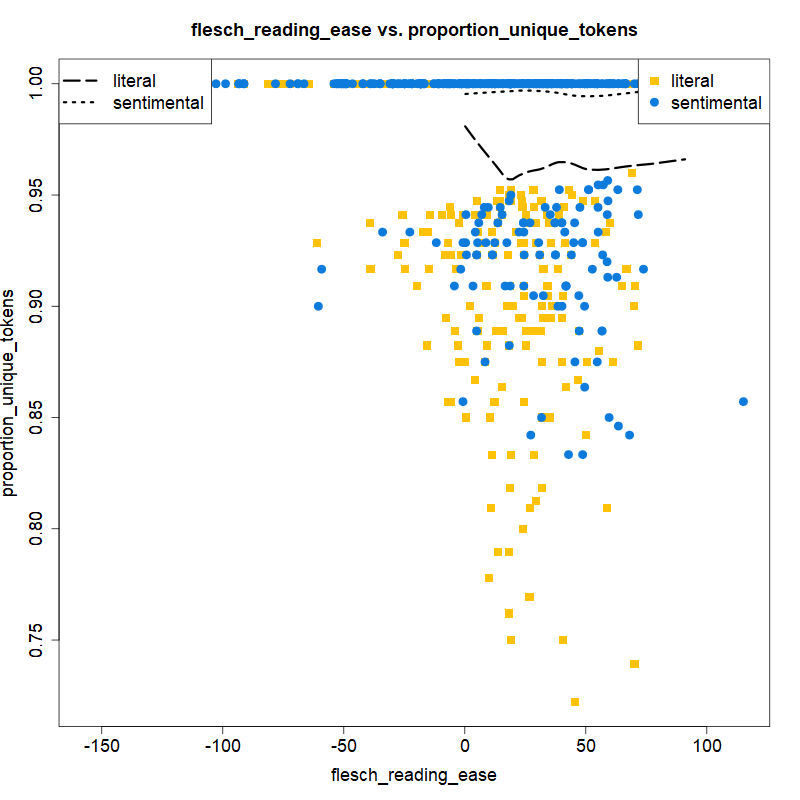 flesch_reading_ease vs. proportion_unique_tokens
literal
sentimental
literal
sentimental
1.00
0.95
0.90
0.85
0.80
0.75
proportion_unique_tokens
-150 -100 -50 0 50 100
flesch_reading_ease